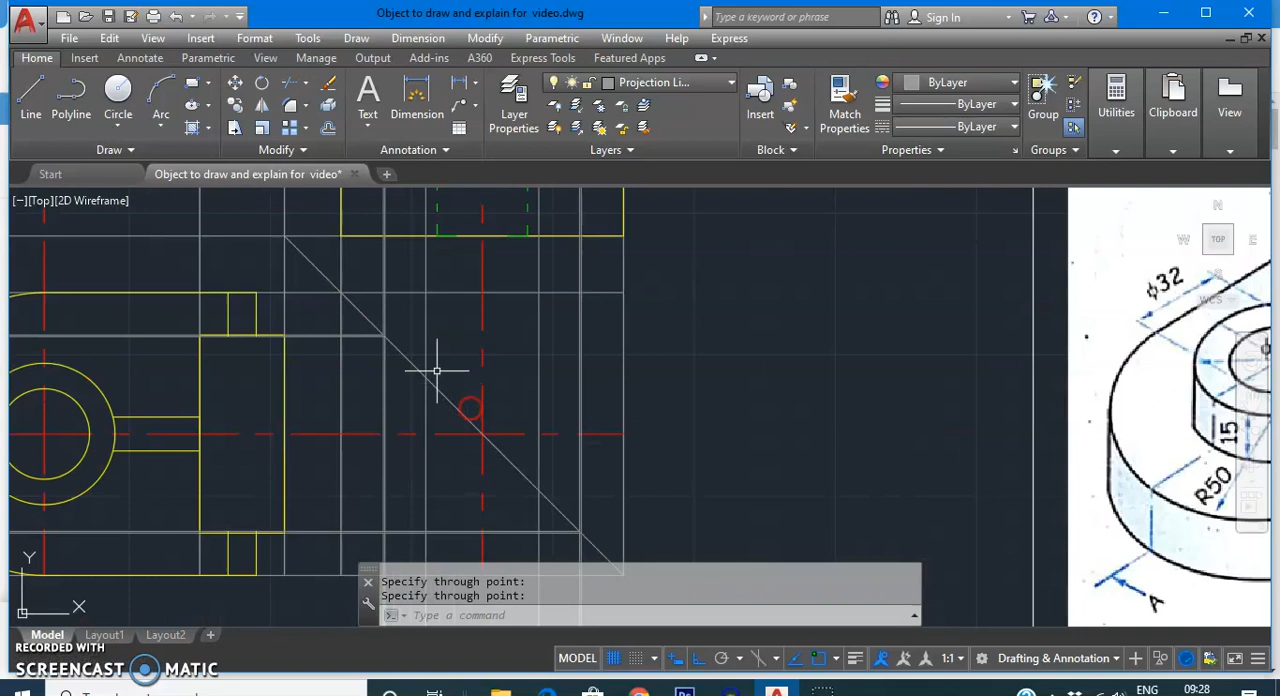 Object to draw and explain for video.dwg
Type a keyword or phrase
Sign In
File Edit View Insert Format Tools Draw Dimension Modify Parametric Window Help Express
Home Insert Annotate Parametric View Manage Output Add-ins A360 Express Tools Featured Apps
Projection Li...
ByLayer
ByLayer
ByLayer
Line Polyline Circle Arc
Text Dimension
Layer Properties
Insert
Match Properties
Group
Utilities Clipboard View
Draw Modify Annotation Layers Block Properties Groups
Start Object to draw and explain for video* +
[−][Top][2D Wireframe]
N
W TOP E
WCS
ϕ32
15
R50
A
Y
X
Specify through point:
Specify through point:
Type a command
Model Layout1 Layout2 +
RECORDED WITH
SCREENCAST MATIC
MODEL 1:1 Drafting & Annotation
ENG
09:28